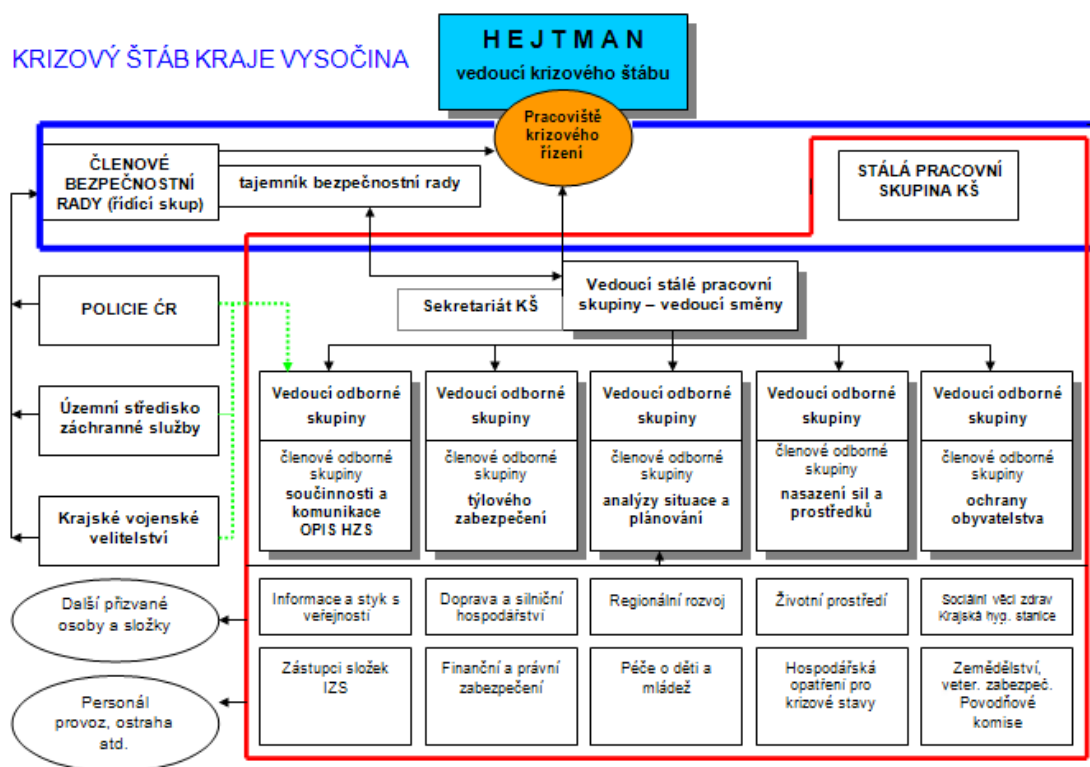 KRIZOVÝ ŠTÁB KRAJE VYSOČINA
HEJTMAN
vedoucí krizového štábu
Pracoviště
krizového
řízení
ČLENOVÉ
BEZPEČNOSTNÍ
RADY (řídící skup)
tajemník bezpečnostní rady
STÁLÁ PRACOVNÍ
SKUPINA KŠ
Sekretariát KŠ
Vedoucí stálé pracovní
skupiny – vedoucí směny
POLICIE ĆR
Územní středisko
záchranné služby
Krajské vojenské
velitelství
Vedoucí odborné
skupiny
členové odborné
skupiny
součinnosti a
komunikace
OPIS HZS
Vedoucí odborné
skupiny
členové odborné
skupiny
týlového
zabezpečení
Vedoucí odborné
skupiny
členové odborné
skupiny
analýzy situace a
plánování
Vedoucí odborné
skupiny
členové odborné
skupiny
nasazení sil a
prostředků
Vedoucí odborné
skupiny
členové odborné
skupiny
ochrany
obyvatelstva
Další přizvané
osoby a složky
Informace a styk s
veřejností
Doprava a silniční
hospodářství
Regionální rozvoj
Životní prostředí
Sociální věci zdrav
Krajská hyg. stanice
Personál
provoz, ostraha
atd.
Zástupci složek
IZS
Finanční a právní
zabezpečení
Péče o děti a
mládež
Hospodářská
opatření pro
krizové stavy
Zemědělství,
veter. zabezpeč.
Povodňové
komise